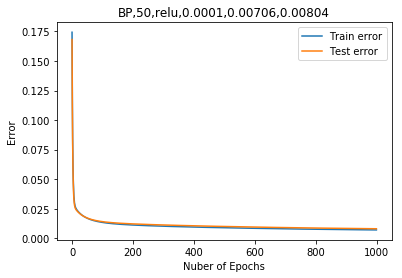 BP,50,relu,0.0001,0.00706,0.00804
Train error
Test error
0.175
0.150
0.125
0.100
0.075
0.050
0.025
0.000
Error
0
200
400
600
800
1000
Nuber of Epochs